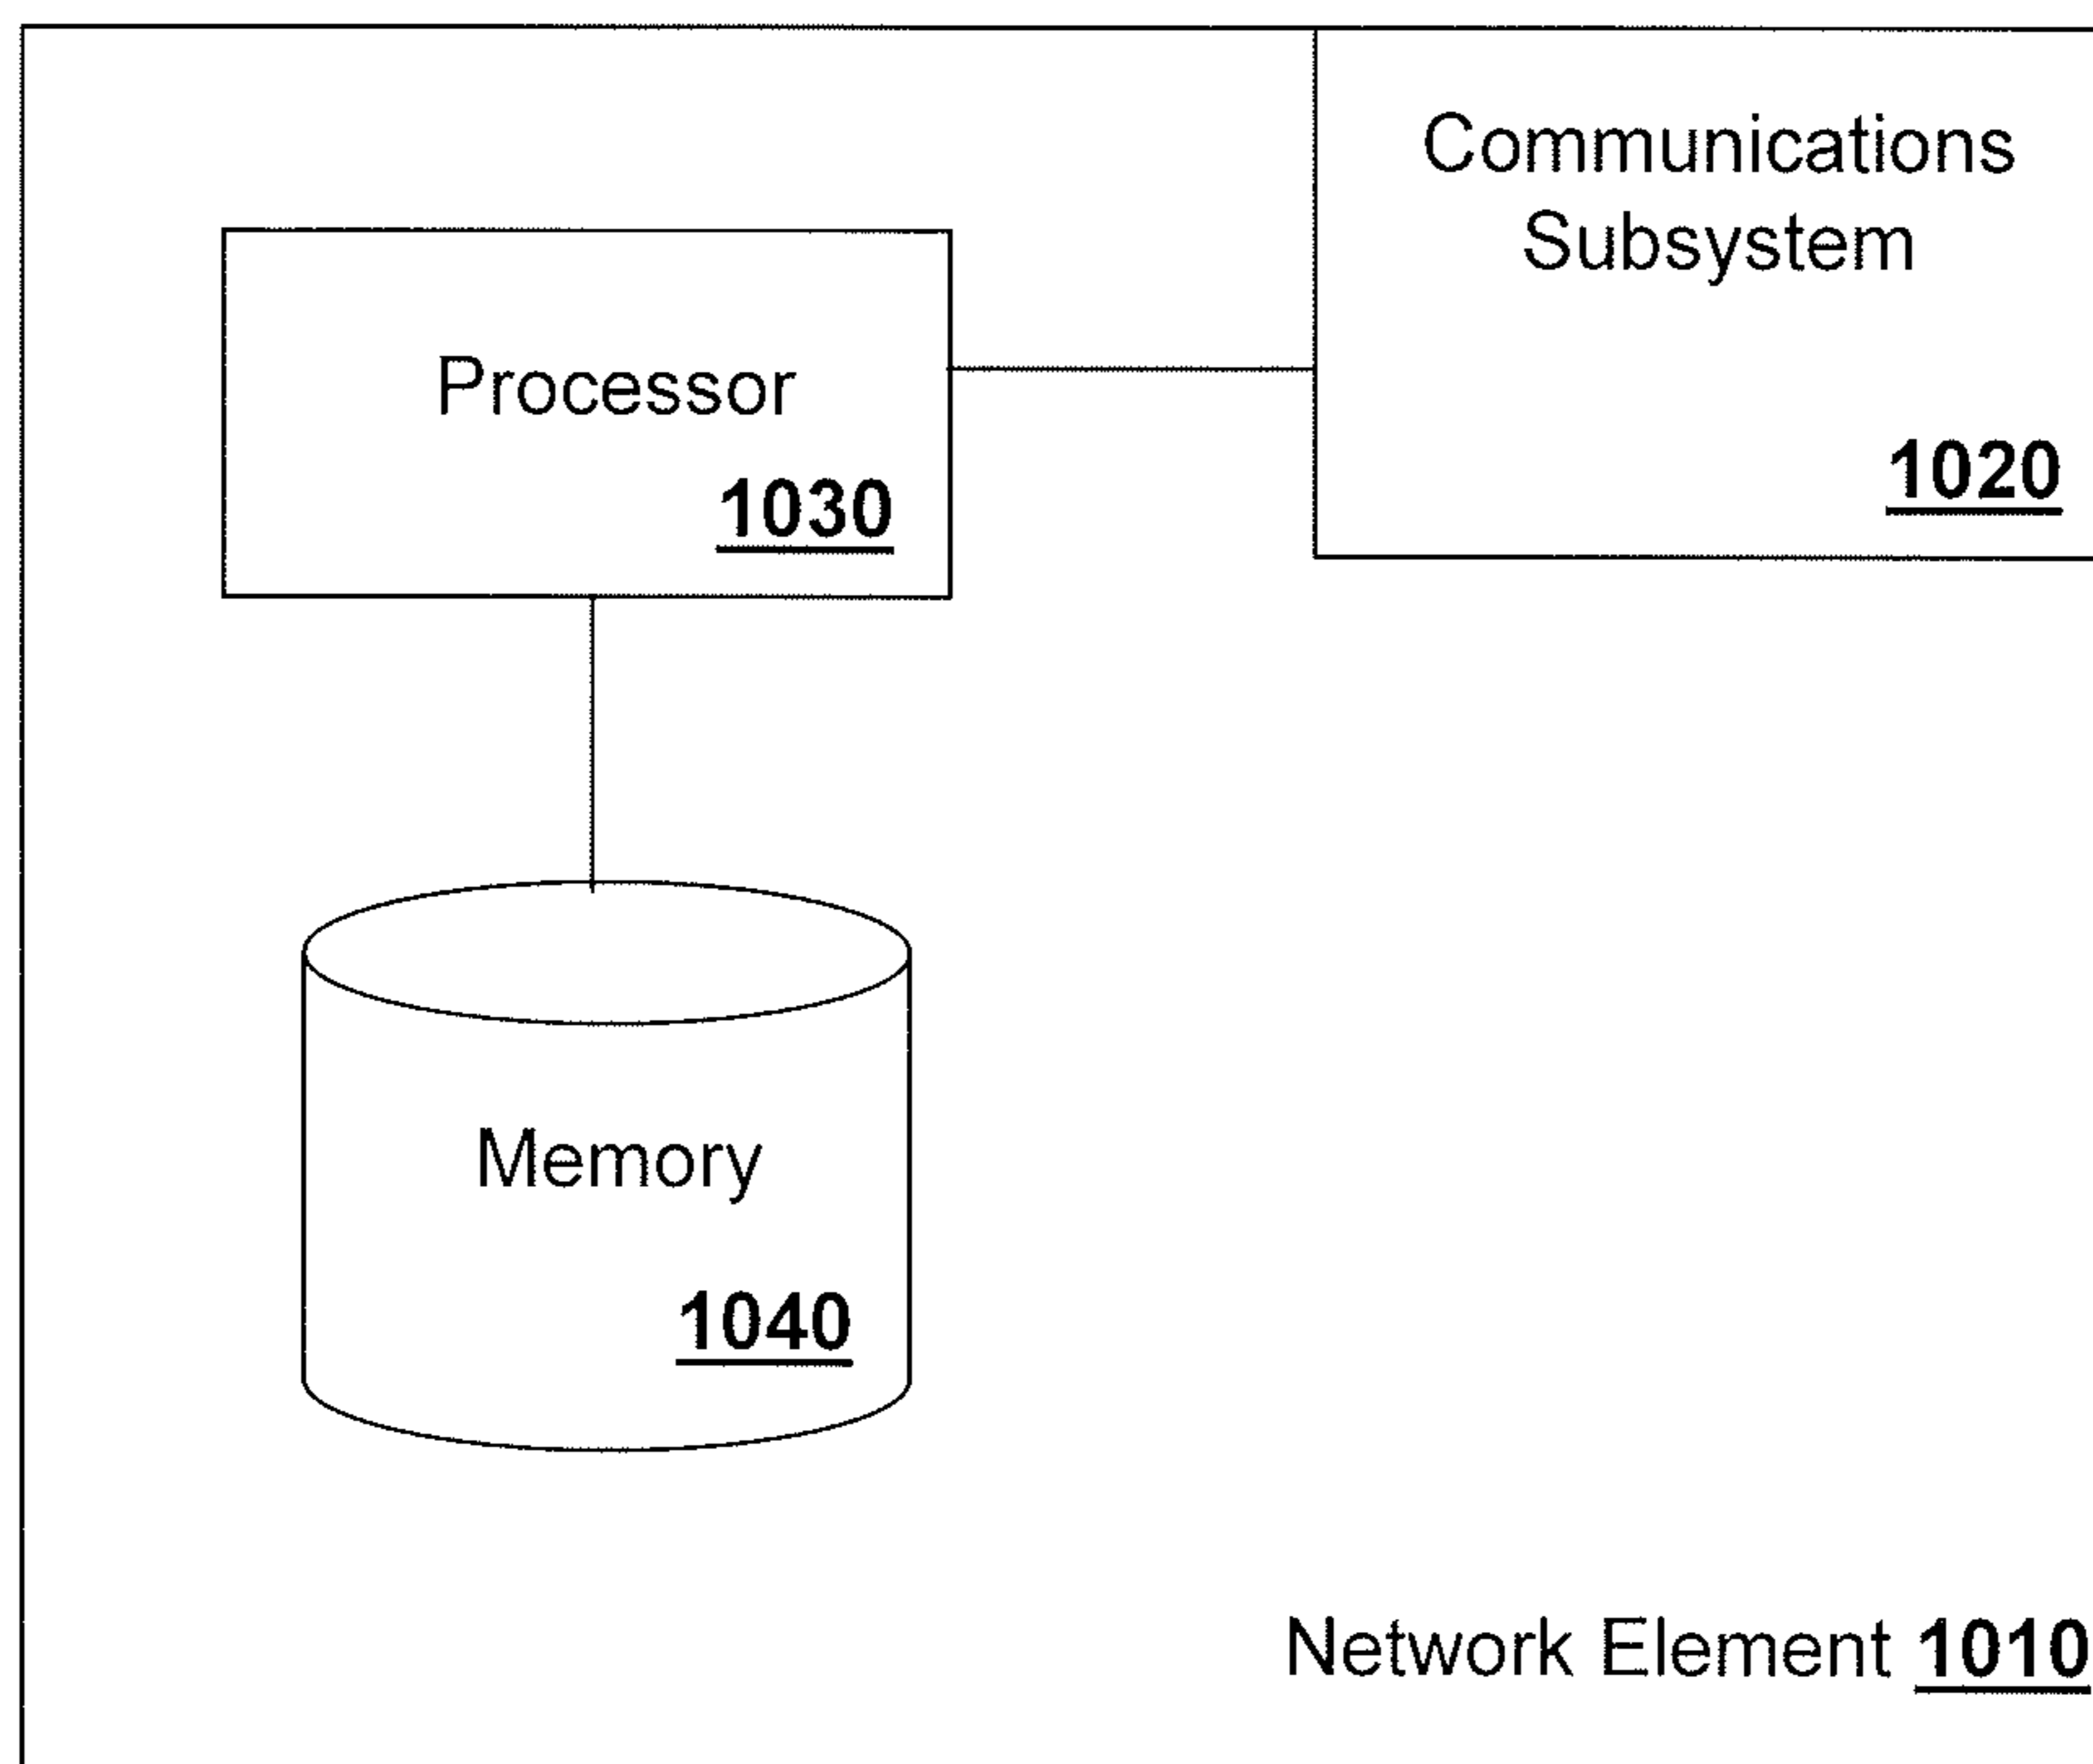 Communications
Subsystem
1020
Processor
1030
Memory
1040
Network Element 1010